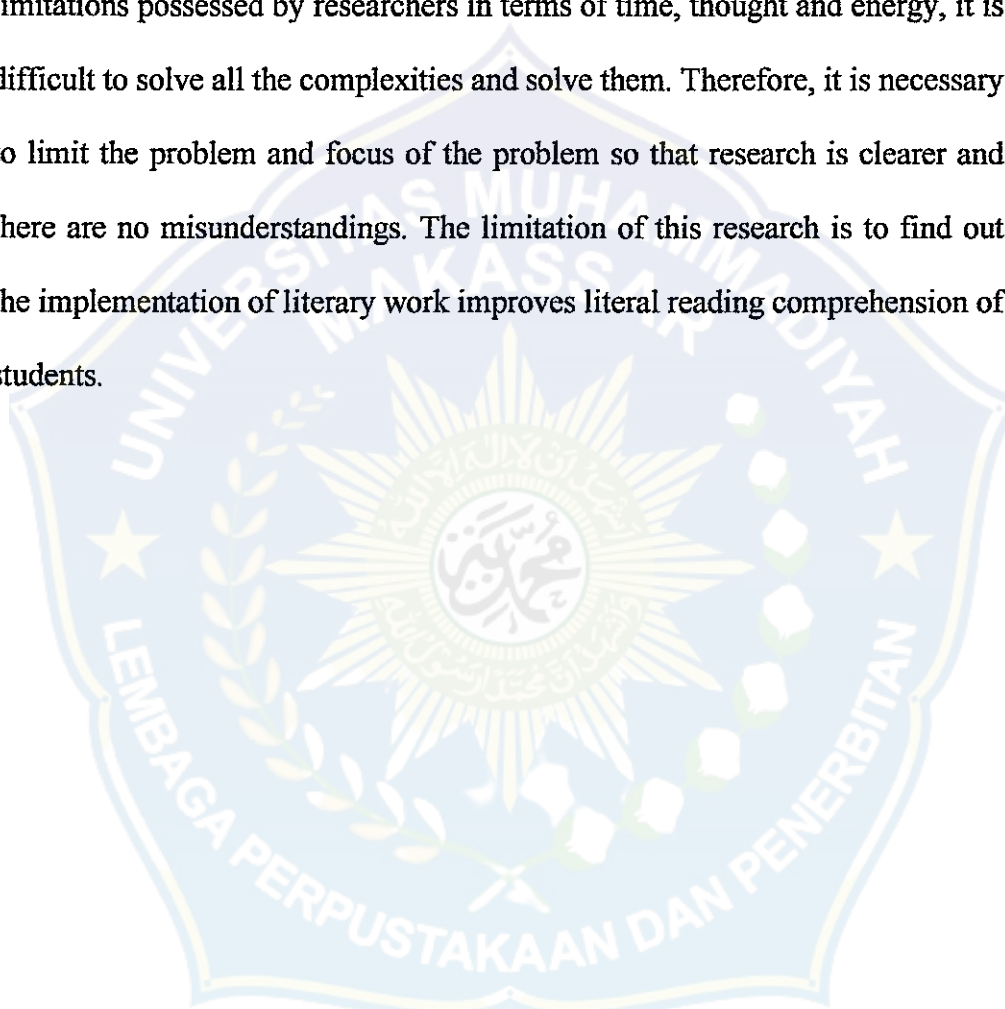 imitations possessed by researchers in terms of time, thought and energy, it is
difficult to solve all the complexities and solve them. Therefore, it is necessary
o limit the problem and focus of the problem so that research is clearer and
here are no misunderstandings. The limitation of this research is to find out
he implementation of literary work improves literal reading comprehension of
students.
UNIVERSITAS MUHAMMADIYAH
MAKASSAR
محمدية
LEMBAGA PERPUSTAKAAN DAN PENERBITAN